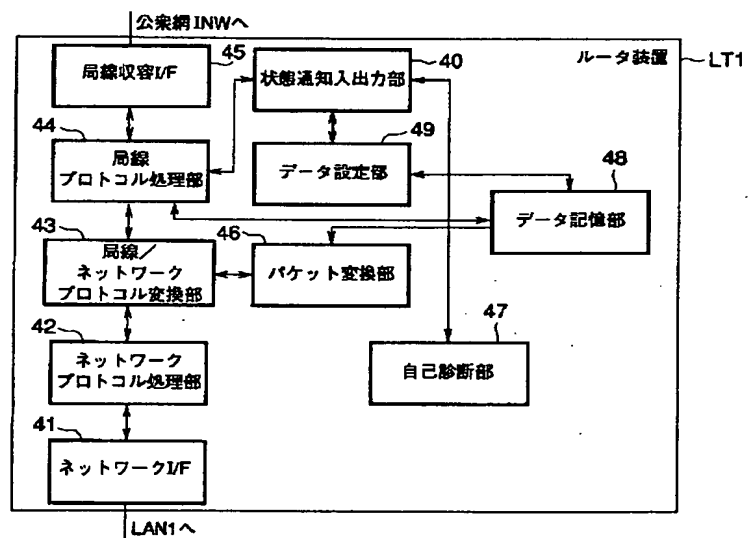 公衆網INWへ
ルータ装置
LT1
45
局線収容I/F
40
状態通知入出力部
44
局線
プロトコル処理部
49
データ設定部
48
データ記憶部
43
局線／
ネットワーク
プロトコル変換部
46
パケット変換部
42
ネットワーク
プロトコル処理部
47
自己診断部
41
ネットワークI/F
LAN1へ